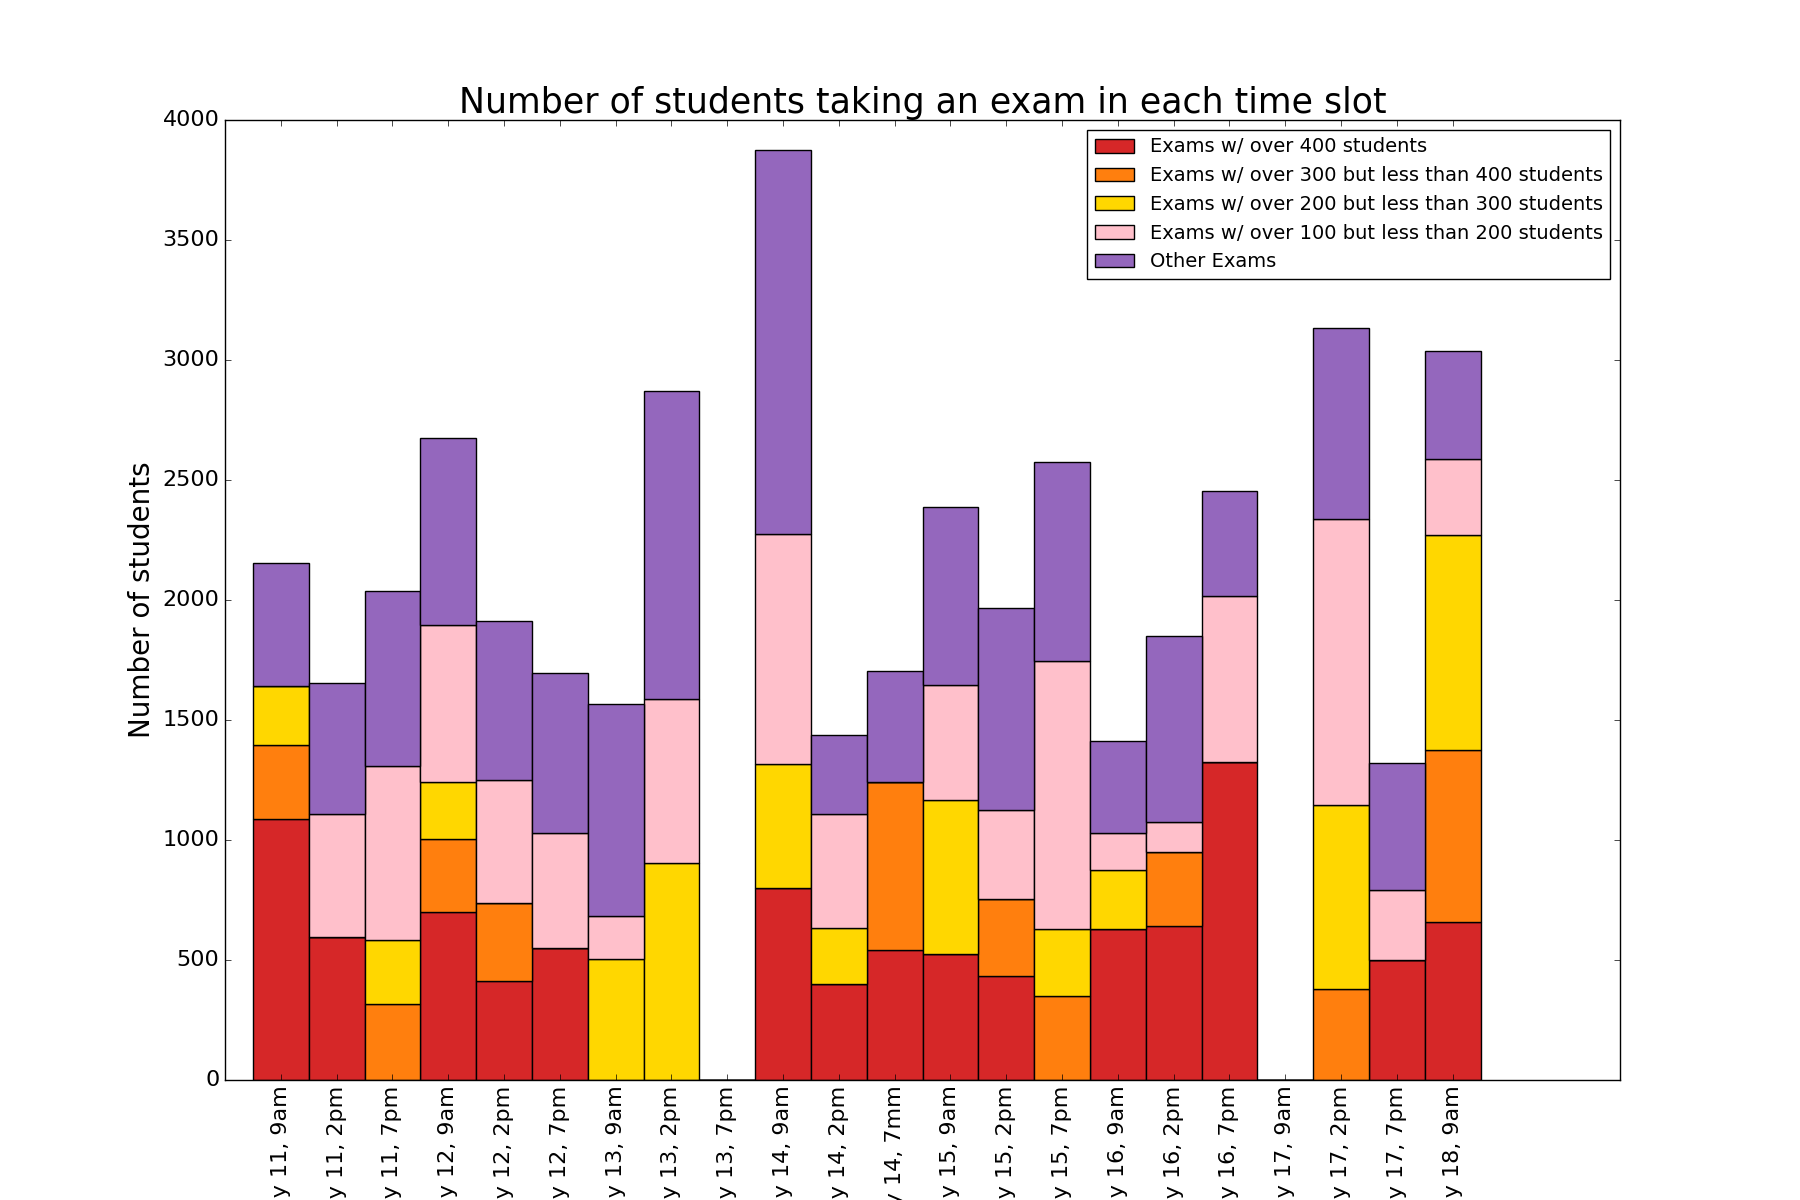 Number of students taking an exam in each time slot
Exams w/ over 400 students
Exams w/ over 300 but less than 400 students
Exams w/ over 200 but less than 300 students
Exams w/ over 100 but less than 200 students
Other Exams
4000
3500
3000
2500
2000
1500
1000
500
0
Number of students
y 11, 9am
y 11, 2pm
y 11, 7pm
y 12, 9am
y 12, 2pm
y 12, 7pm
y 13, 9am
y 13, 2pm
y 13, 7pm
y 14, 9am
y 14, 2pm
y 14, 7mm
y 15, 9am
y 15, 2pm
y 15, 7pm
y 16, 9am
y 16, 2pm
y 16, 7pm
y 17, 9am
y 17, 2pm
y 17, 7pm
y 18, 9am